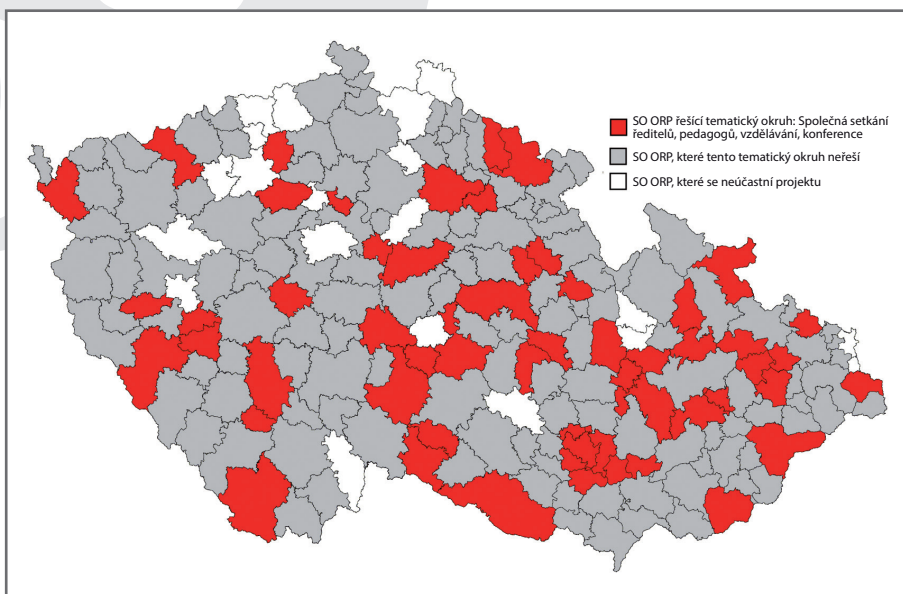 SO ORP řešící tematický okruh: Společná setkání
ředitelů, pedagogů, vzdělávání, konference
SO ORP, které tento tematický okruh neřeší
SO ORP, které se neúčastní projektu